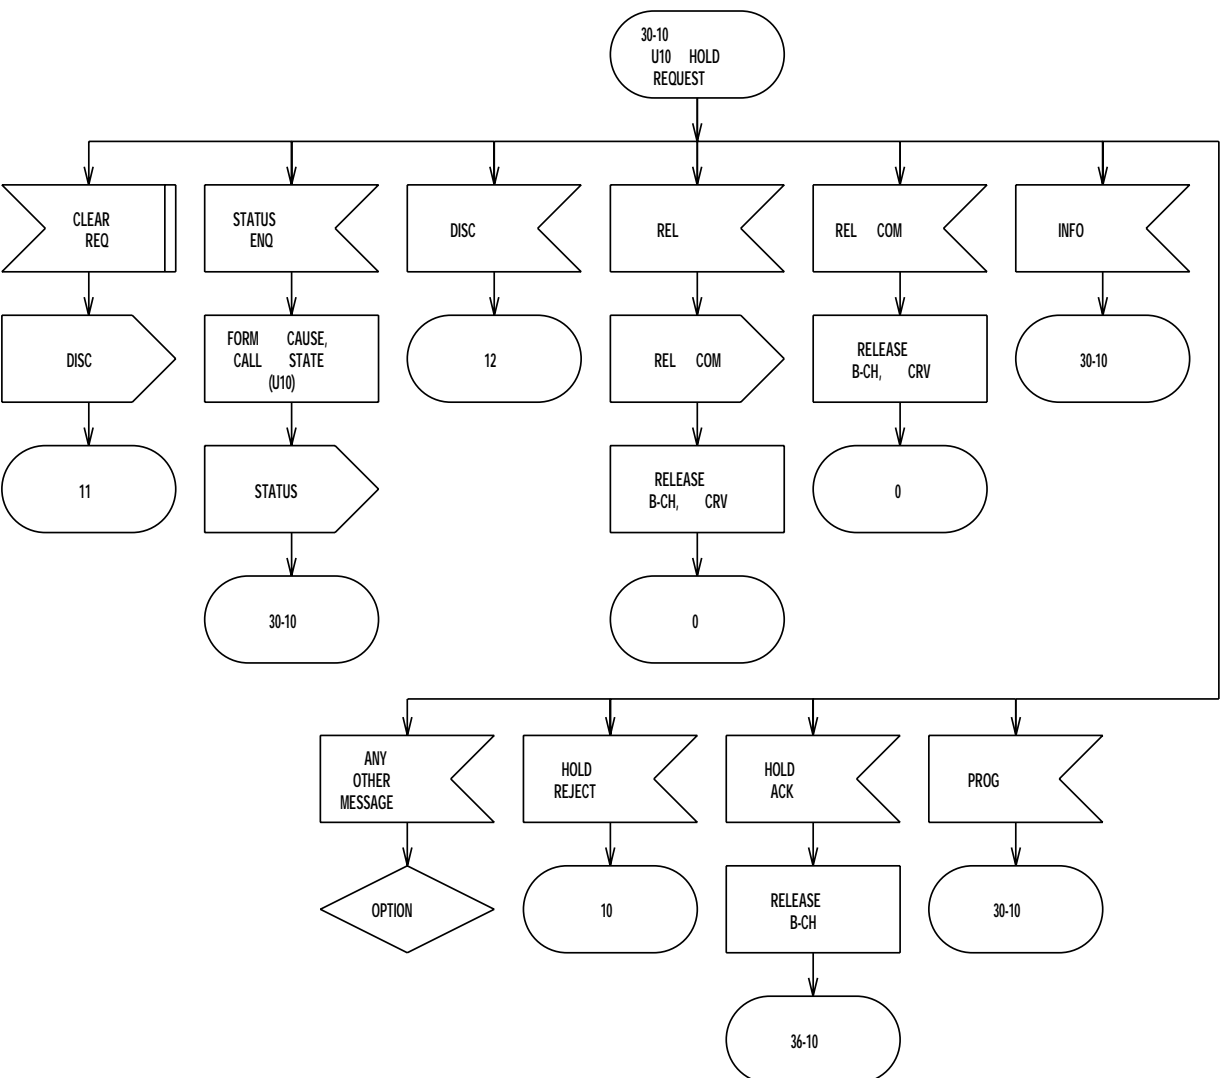 30-10
U10 HOLD
REQUEST
CLEAR
REQ
STATUS
ENQ
DISC
REL
REL COM
INFO
DISC
FORM CAUSE,
CALL STATE
(U10)
12
REL COM
RELEASE
B-CH, CRV
30-10
11
STATUS
RELEASE
B-CH, CRV
0
30-10
0
ANY
OTHER
MESSAGE
HOLD
REJECT
HOLD
ACK
PROG
OPTION
10
RELEASE
B-CH
30-10
36-10